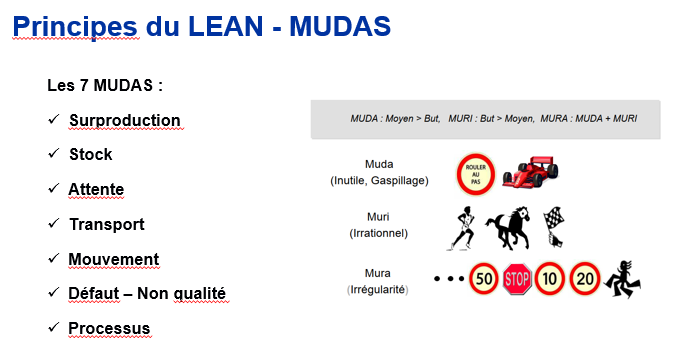 Principes du LEAN - MUDAS
Les 7 MUDAS :
Surproduction
Stock
Attente
Transport
Mouvement
Défaut – Non qualité
Processus
MUDA : Moyen > But, MURI : But > Moyen, MURA : MUDA + MURI
Muda
(Inutile, Gaspillage)
ROULER
AU
PAS
Muri
(Irrationnel)
Mura
(Irrégularité)
50
STOP
10
20